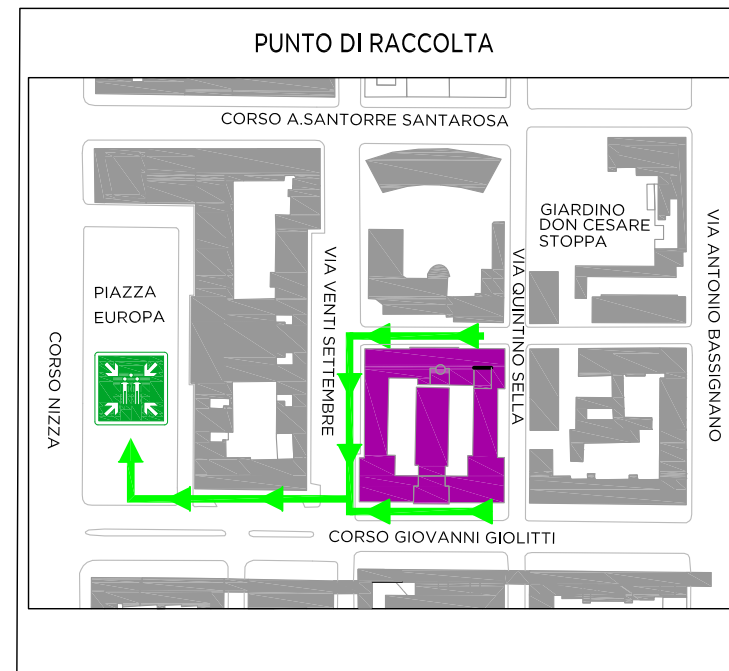 PUNTO DI RACCOLTA
CORSO A.SANTORRE SANTAROSA
GIARDINO
DON CESARE
STOPPA
PIAZZA
EUROPA
CORSO NIZZA
VIA VENTI SETTEMBRE
VIA QUINTINO SELLA
VIA ANTONIO BASSIGNANO
CORSO GIOVANNI GIOLITTI